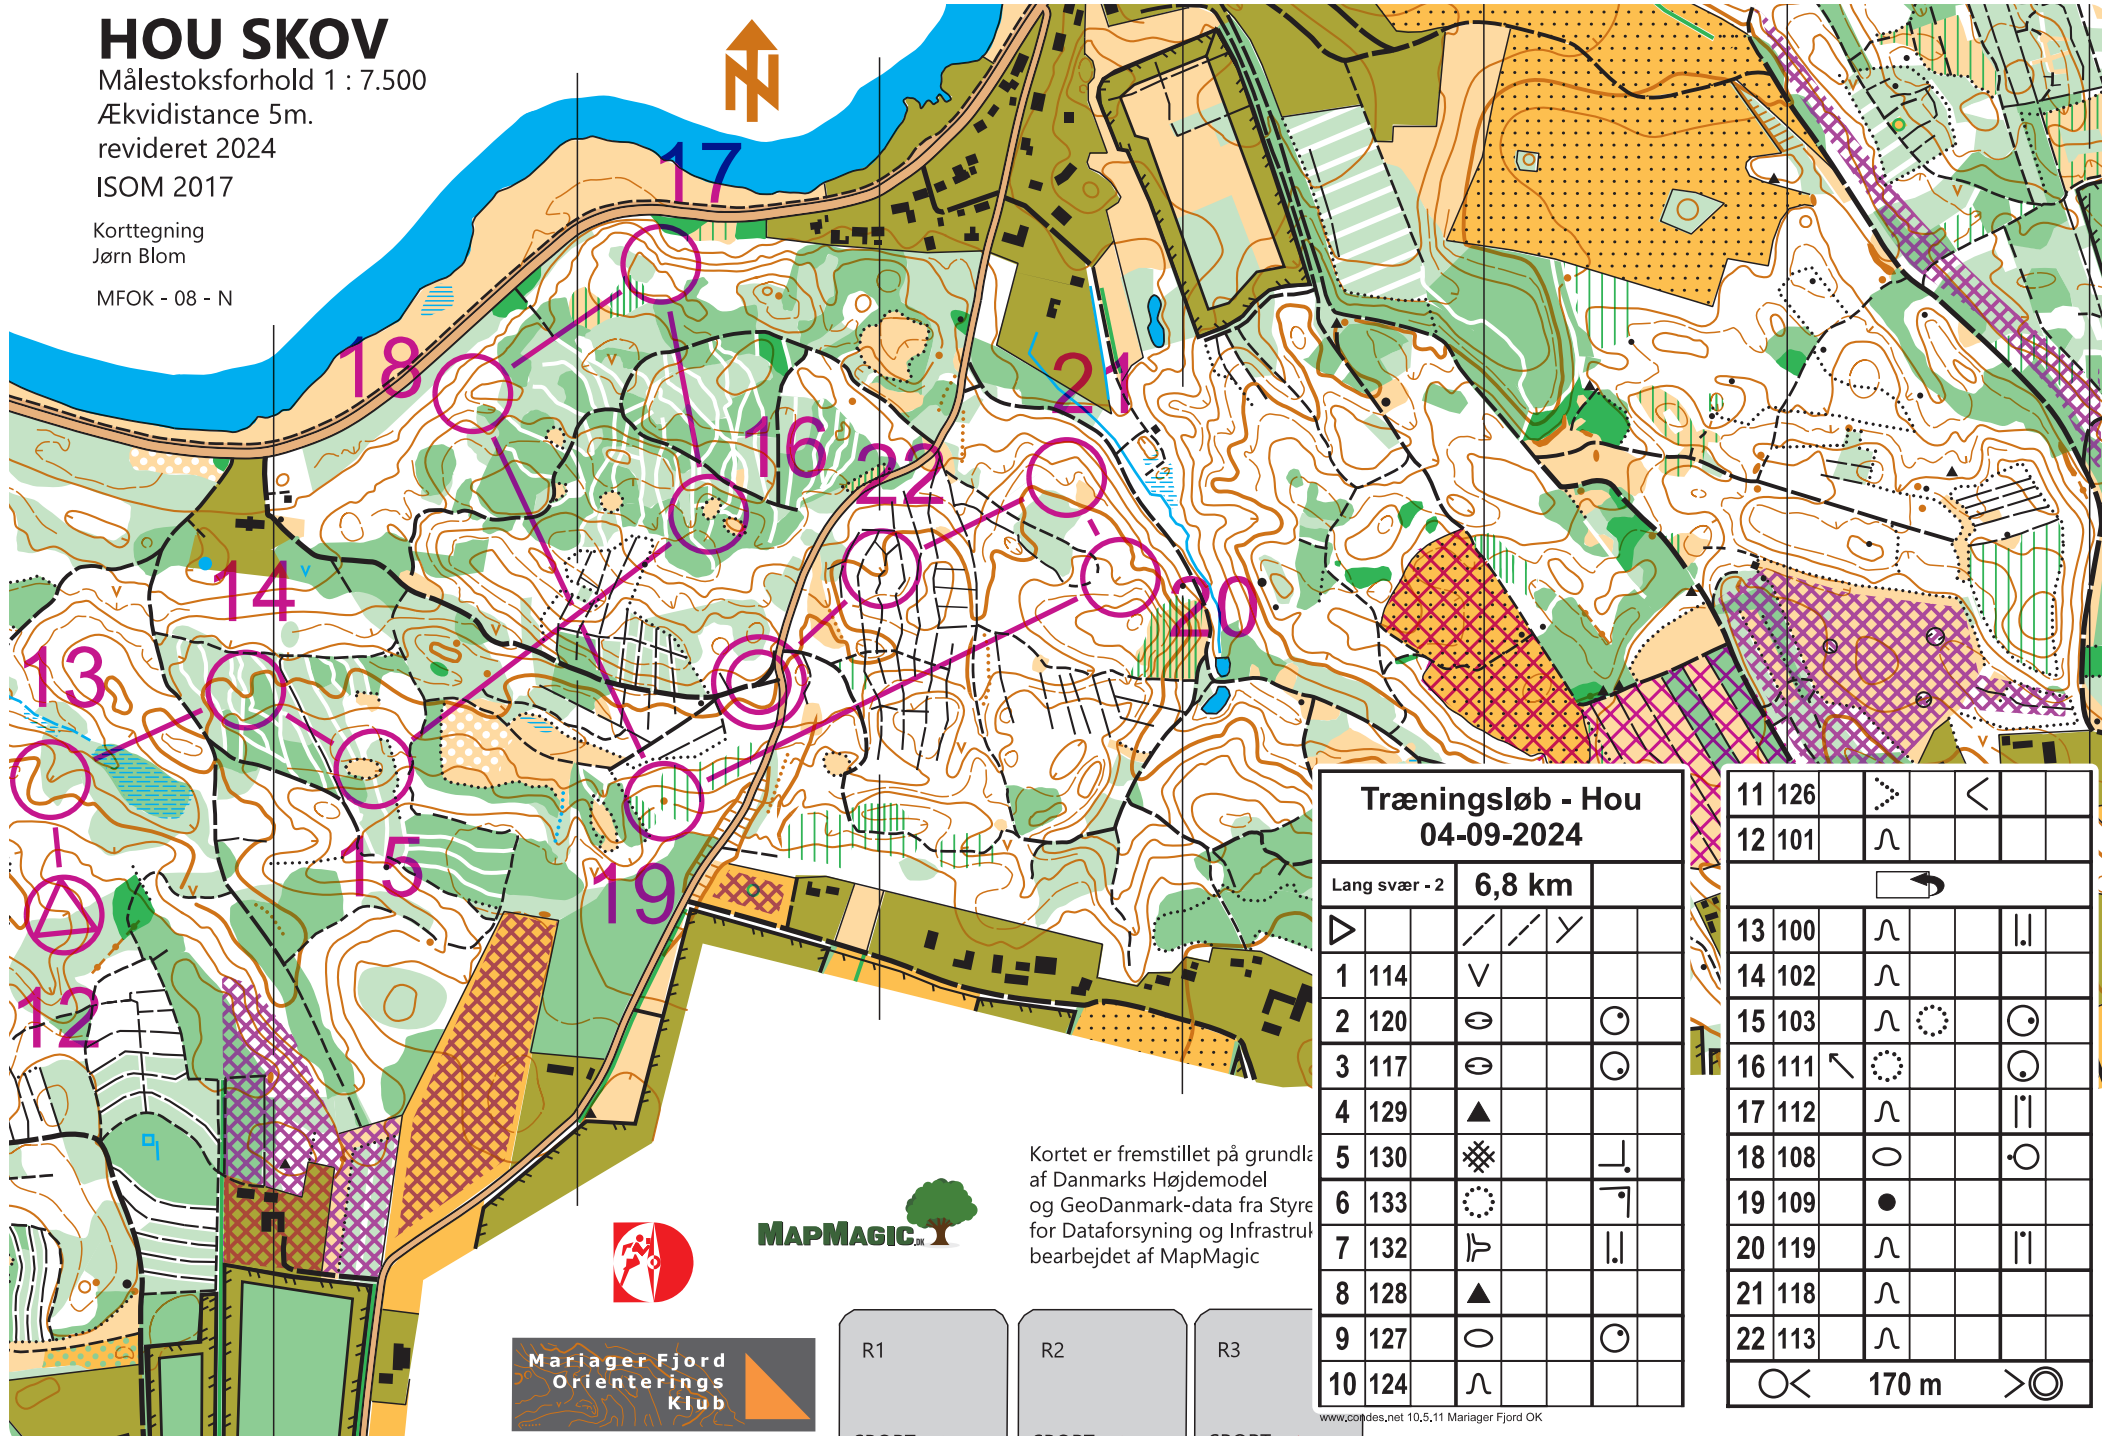 HOU SKOV
Målestoksforhold 1 : 7.500
Ækvidistance 5m.
revideret 2024
ISOM 2017
Korttegning
Jørn Blom
MFOK - 08 - N
N
17
18
21
16
22
14
20
13
15
19
12
Træningsløb - Hou
04-09-2024
Lang svær - 2 6,8 km
1 114
2 120
3 117
4 129
5 130
6 133
7 132
8 128
9 127
10 124
11 126
12 101
13 100
14 102
15 103
16 111
17 112
18 108
19 109
20 119
21 118
22 113
170 m
www.condes.net 10.5.11 Mariager Fjord OK
Kortet er fremstillet på grundla
af Danmarks Højdemodel
og GeoDanmark-data fra Styre
for Dataforsyning og Infrastruk
bearbejdet af MapMagic
MAPMAGIC.DK
Mariager Fjord
Orienterings
Klub
R1
R2
R3